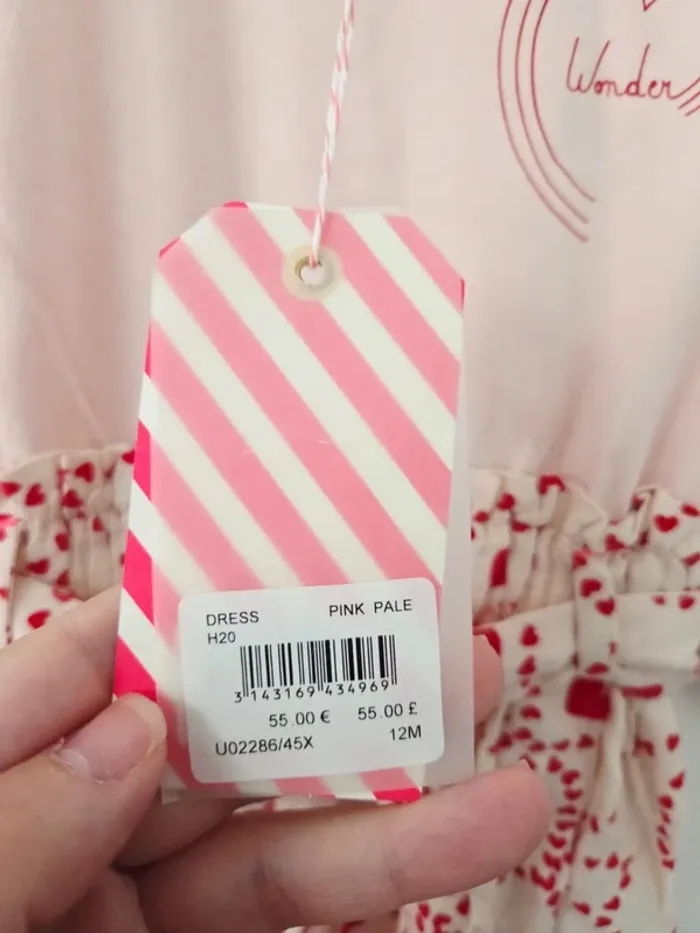 Wonder
DRESS PINK PALE
H20
3 143169 434969
55.00 € 55.00 £
U02286/45X 12M